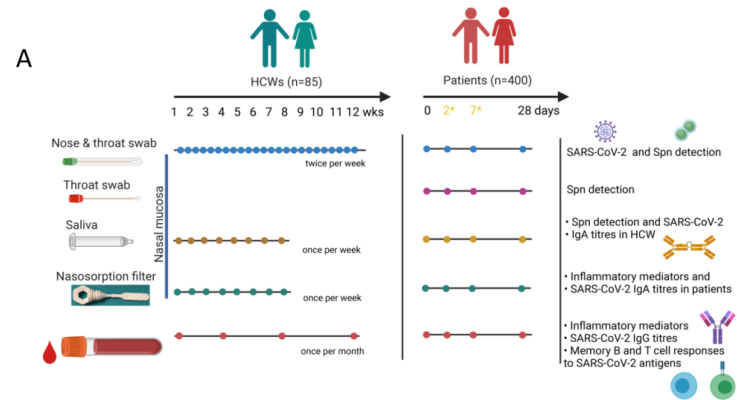 A
HCWs (n=85)
Patients (n=400)
1 2 3 4 5 6 7 8 9 10 11 12 wks
0 2* 7* 28 days
Nose & throat swab
twice per week
SARS-CoV-2 and Spn detection
Throat swab
Spn detection
Nasal mucosa
Saliva
once per week
• Spn detection and SARS-CoV-2
• IgA titres in HCW
Nasosorption filter
once per week
• Inflammatory mediators and
• SARS-CoV-2 IgA titres in patients
once per month
• Inflammatory mediators
• SARS-CoV-2 IgG titres
• Memory B and T cell responses
to SARS-CoV-2 antigens